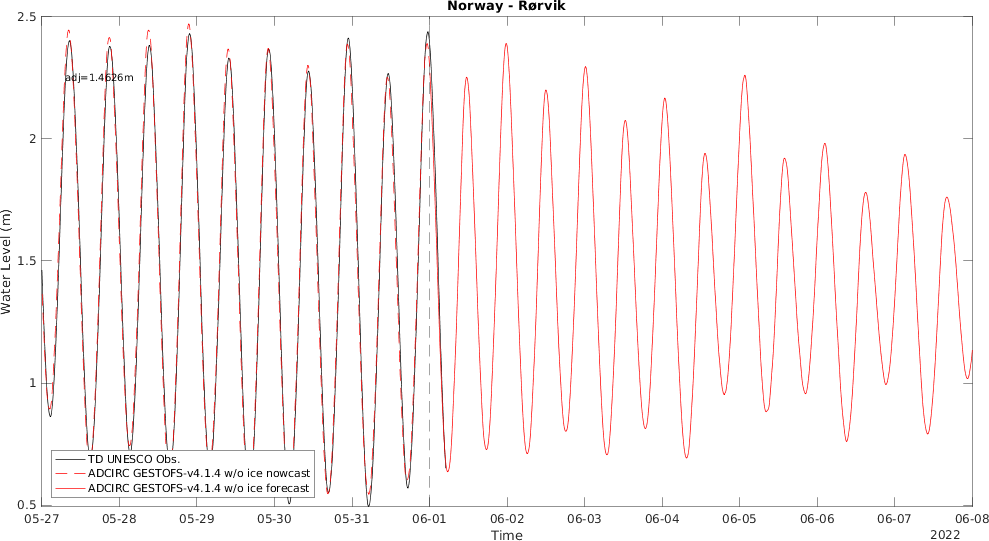 Norway - Rørvik
2.5
2
1.5
1
0.5
Water Level (m)
adj=1.4626m
TD UNESCO Obs.
ADCIRC GESTOFS-v4.1.4 w/o ice nowcast
ADCIRC GESTOFS-v4.1.4 w/o ice forecast
05-27 05-28 05-29 05-30 05-31 06-01 06-02 06-03 06-04 06-05 06-06 06-07 06-08
Time
2022